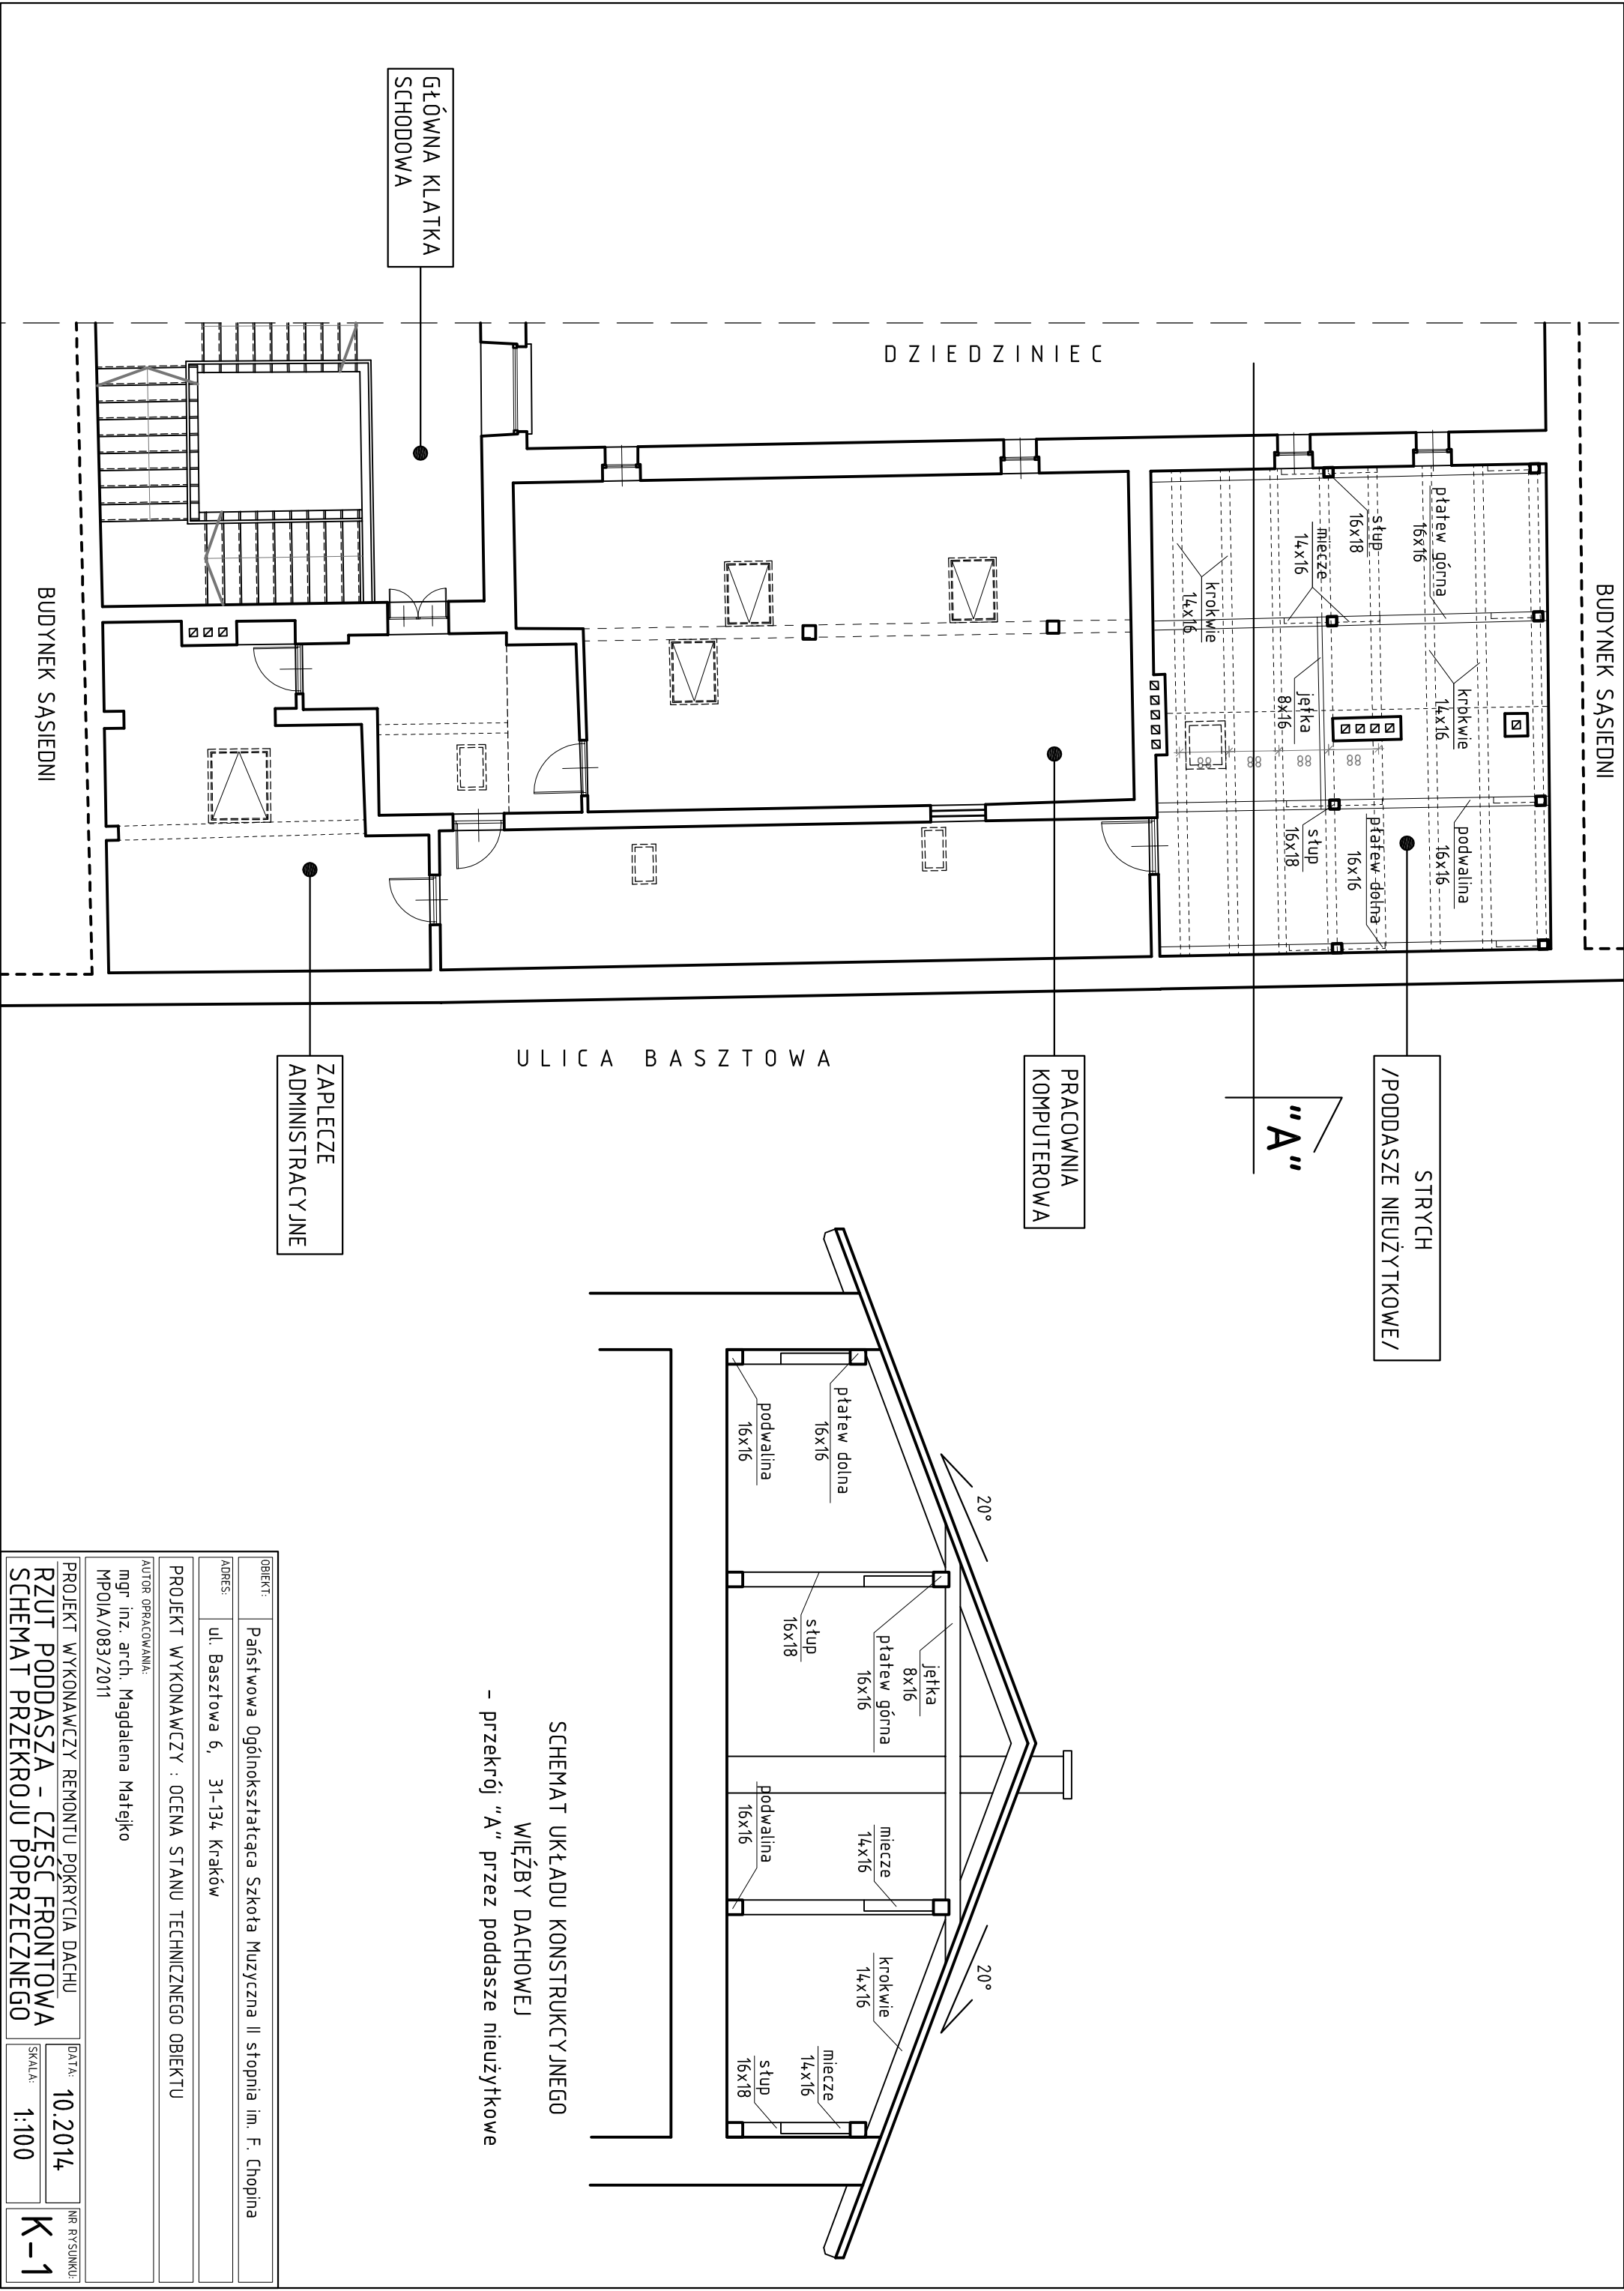 BUDYNEK SĄSIEDNI
BUDYNEK SĄSIEDNI
DZIEDZINIEC
ULICA BASZTOWA
GŁÓWNA KLATKA
SCHODOWA
płatew górna
16x16
słup
16x18
miecze
14x16
krokwie
14x16
krokwie
14x16
jętka
8x16
88
88
88
88
podwalina
16x16
płatew dolna
16x16
słup
16x18
STRYCH
/PODDASZE NIEUŻYTKOWE/
"A"
PRACOWNIA
KOMPUTEROWA
ZAPLECZE
ADMINISTRACYJNE
20°
20°
płatew dolna
16x16
podwalina
16x16
słup
16x18
jętka
8x16
płatew górna
16x16
podwalina
16x16
miecze
14x16
krokwie
14x16
miecze
14x16
słup
16x18
SCHEMAT UKŁADU KONSTRUKCYJNEGO
WIĘŹBY DACHOWEJ
- przekrój "A" przez poddasze nieużytkowe
OBIEKT:
Państwowa Ogólnokształcąca Szkoła Muzyczna II stopnia im. F. Chopina
ADRES:
ul. Basztowa 6, 31-134 Kraków
PROJEKT WYKONAWCZY : OCENA STANU TECHNICZNEGO OBIEKTU
AUTOR OPRACOWANIA:
mgr inz. arch. Magdalena Matejko
MPOIA/083/2011
PROJEKT WYKONAWCZY REMONTU POKRYCIA DACHU
RZUT PODDASZA - CZĘŚĆ FRONTOWA
SCHEMAT PRZEKROJU POPRZECZNEGO
DATA: 10.2014
SKALA: 1:100
NR RYSUNKU:
K-1